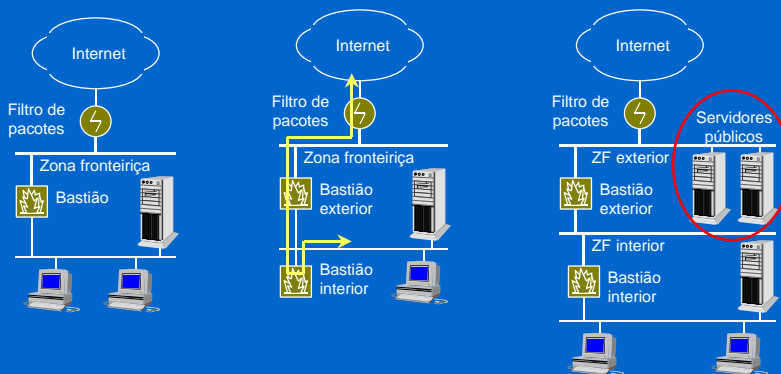 Internet
Filtro de
pacotes
Zona fronteiriça
Bastião
Internet
Filtro de
pacotes
Zona fronteiriça
Bastião
exterior
Bastião
interior
Internet
Filtro de
pacotes
Servidores
públicos
ZF exterior
Bastião
exterior
ZF interior
Bastião
interior